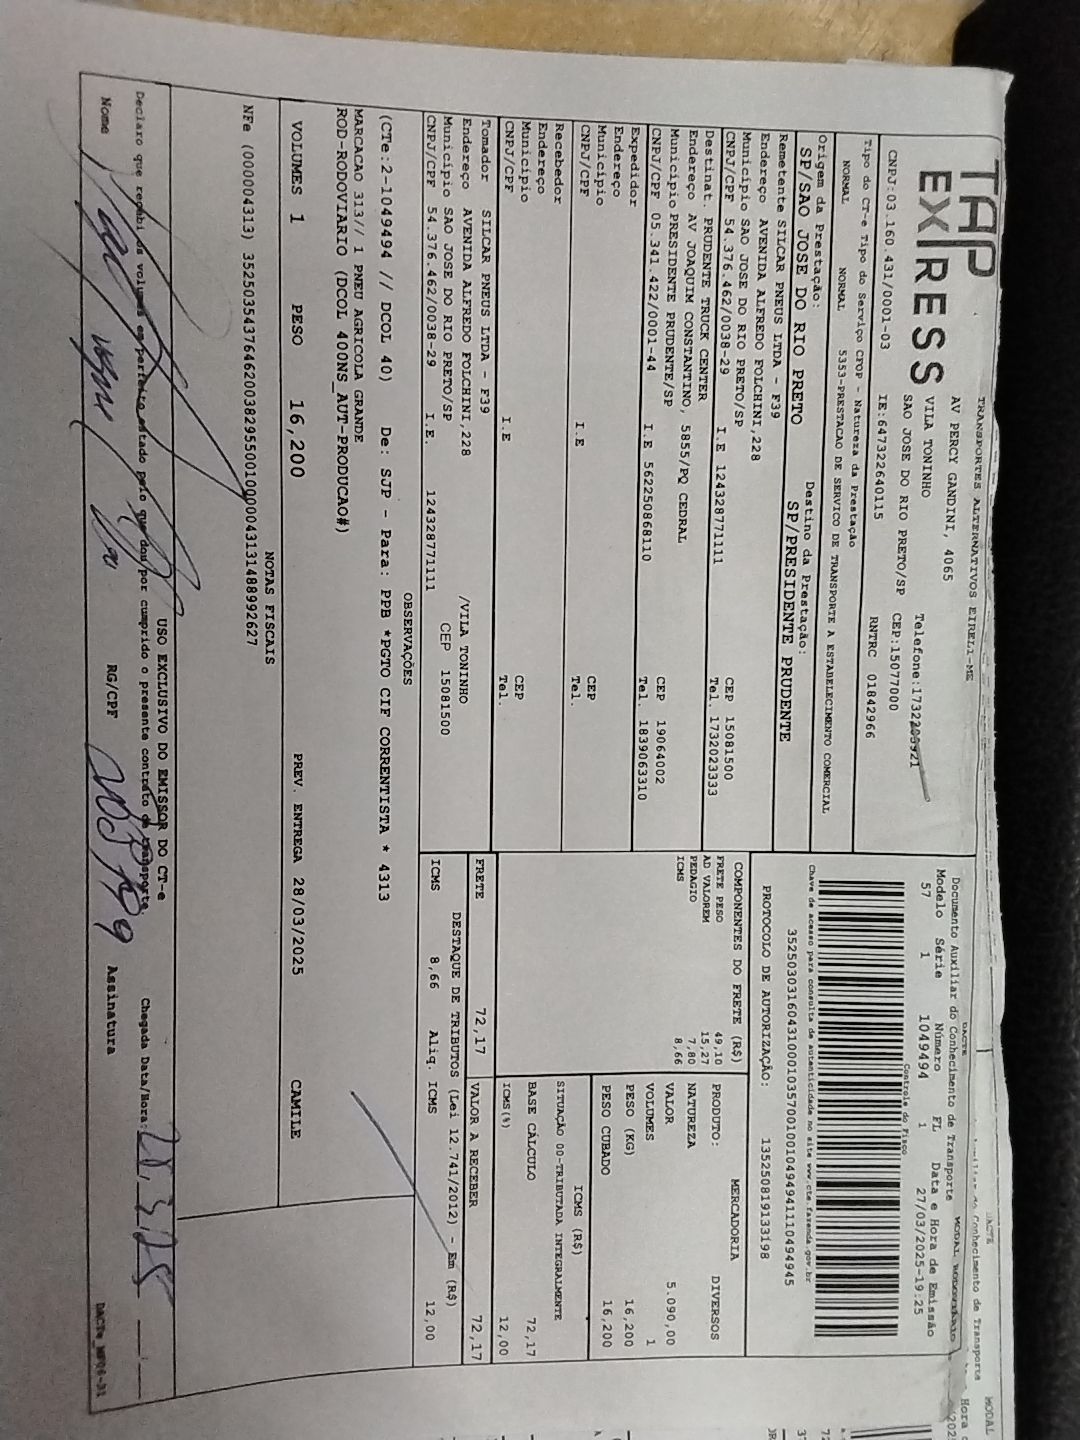 TRANSPORTES ALTERNATIVOS EIRELI-ME
TAP
EX/RESS
AV PERCY GANDINI, 4065
VILA TONINHO
SAO JOSE DO RIO PRETO/SP
Telefone:1732203921
CEP:15077000
CNPJ:03.160.431/0001-03
IE:647322640115
RNTRC 01842966
Tipo do CT-e Tipo do Serviço CFOP - Natureza da Prestação
NORMAL NORMAL 5353-PRESTACAO DE SERVICO DE TRANSPORTE A ESTABELECIMENTO COMERCIAL
Origem da Prestação: Destino da Prestação:
SP/SAO JOSE DO RIO PRETO SP/PRESIDENTE PRUDENTE
Remetente SILCAR PNEUS LTDA - F39
Endereço AVENIDA ALFREDO FOLCHINI,228
Município SAO JOSE DO RIO PRETO/SP CEP 15081500
CNPJ/CPF 54.376.462/0038-29 I.E 124328771111 Tel. 1732023333
Destinat. PRUDENTE TRUCK CENTER
Endereço AV JOAQUIM CONSTANTINO, 5855/PQ CEDRAL
Município PRESIDENTE PRUDENTE/SP CEP 19064002
CNPJ/CPF 05.341.422/0001-44 I.E 562250868110 Tel. 1839063310
Expedidor
Endereço
Município CEP
CNPJ/CPF I.E Tel.
Recebedor
Endereço
Município CEP
CNPJ/CPF I.E Tel.
Tomador SILCAR PNEUS LTDA - F39
Endereço AVENIDA ALFREDO FOLCHINI,228 /VILA TONINHO
Município SAO JOSE DO RIO PRETO/SP CEP 15081500
CNPJ/CPF 54.376.462/0038-29 I.E. 124328771111
DACTE
Documento Auxiliar do Conhecimento de Transporte MODAL RODOVIÁRIO
Modelo Série Número FL Data e Hora de Emissão
57 1 1049494 1 27/03/2025-19:25
Controle do Fisco
Chave de acesso para consulta de autenticidade no site www.cte.fazenda.gov.br
PROTOCOLO DE AUTORIZAÇÃO: 135250819133198
COMPONENTES DO FRETE (R$)
FRETE PESO 49,10
AD VALOREM 15,27
PEDAGIO 7,80
ICMS 8,66
MERCADORIA
PRODUTO: DIVERSOS
NATUREZA
VALOR 5.090,00
VOLUMES 1
PESO (KG) 16,200
PESO CUBADO 16,200
ICMS (R$)
SITUAÇÃO 00-TRIBUTADA INTEGRALMENTE
BASE CÁLCULO 72,17
ICMS(%) 12,00
FRETE 72,17 VALOR A RECEBER 72,17
DESTAQUE DE TRIBUTOS (Lei 12.741/2012) - Em (R$)
ICMS 8,66 Aliq. ICMS 12,00
OBSERVAÇÕES
(CTe:2-1049494 // DCOL 40) De: SJP - Para: PPB *PGTO CIF CORRENTISTA * 4313
MARCACAO 313// 1 PNEU AGRICOLA GRANDE
ROD-RODOVIARIO (DCOL 400NS_AUT-PRODUCAO#)
VOLUMES 1 PESO 16,200 PREV. ENTREGA 28/03/2025 CAMILE
NOTAS FISCAIS
USO EXCLUSIVO DO EMISSOR DO CT-e
Declaro que recebi os volumes em perfeito estado pelo que dou por cumprido o presente contrato de transporte.
Chegada Data/Hora: 28,3,25
Nome RG/CPF Assinatura